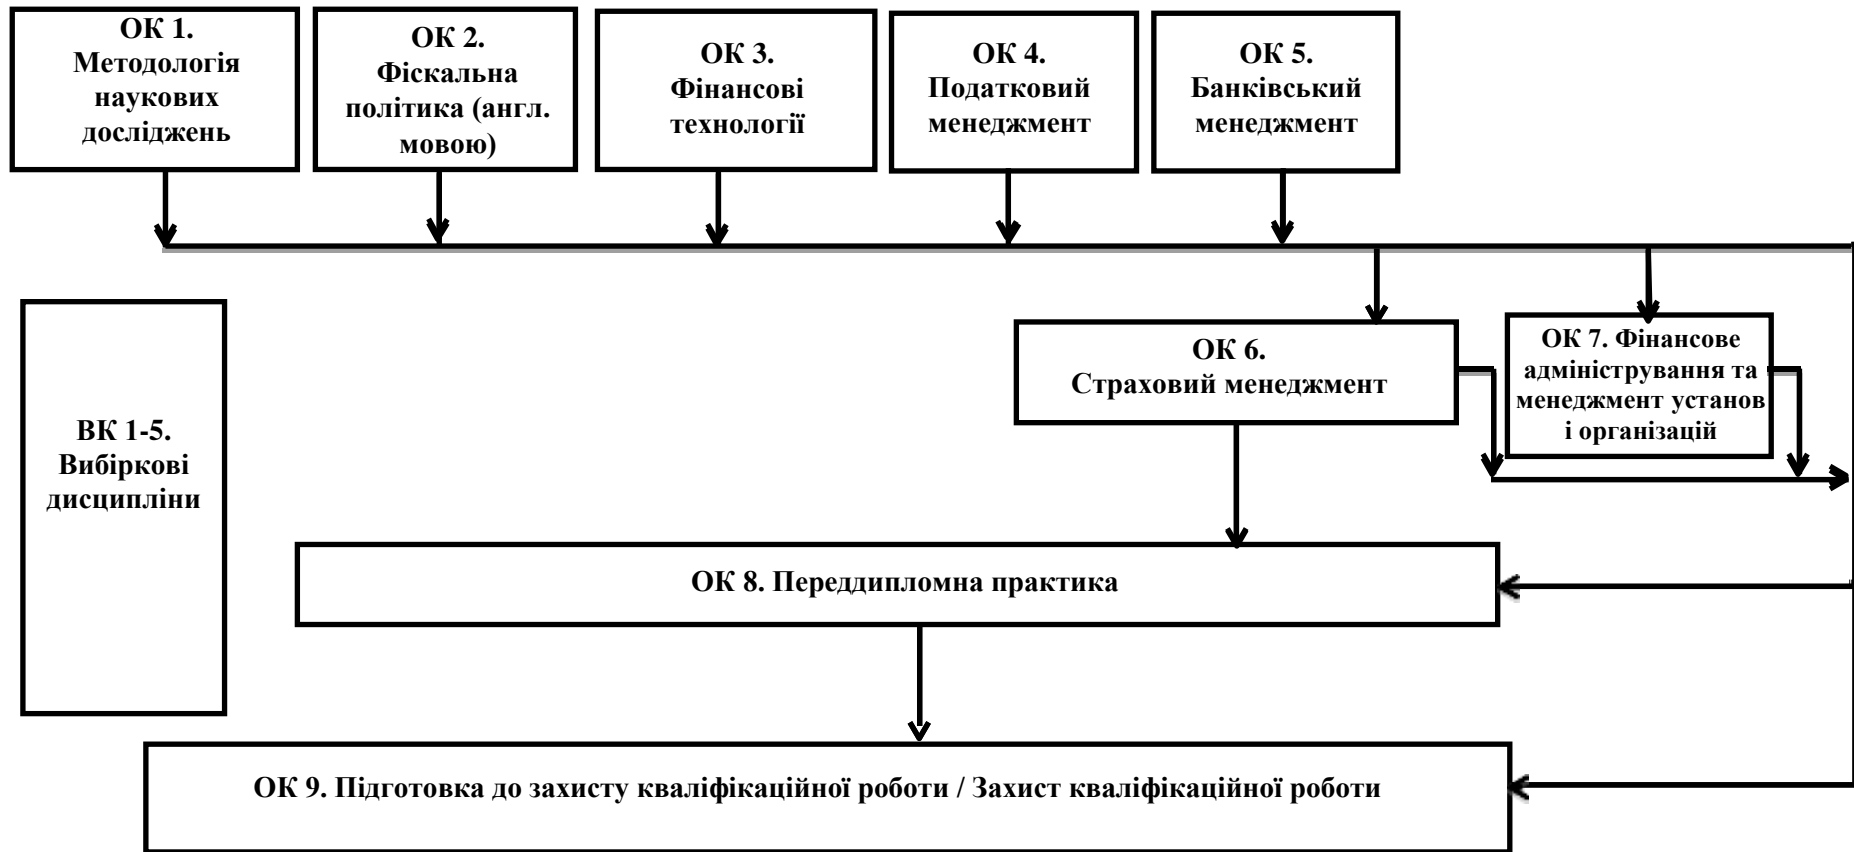 ОК 1.
Методологія
наукових
досліджень
ОК 2.
Фіскальна
політика (англ.
мовою)
ОК 3.
Фінансові
технології
ОК 4.
Податковий
менеджмент
ОК 5.
Банківський
менеджмент
ОК 6.
Страховий менеджмент
ОК 7. Фінансове
адміністрування та
менеджмент установ
і організацій
ВК 1-5.
Вибіркові
дисципліни
ОК 8. Переддипломна практика
ОК 9. Підготовка до захисту кваліфікаційної роботи / Захист кваліфікаційної роботи